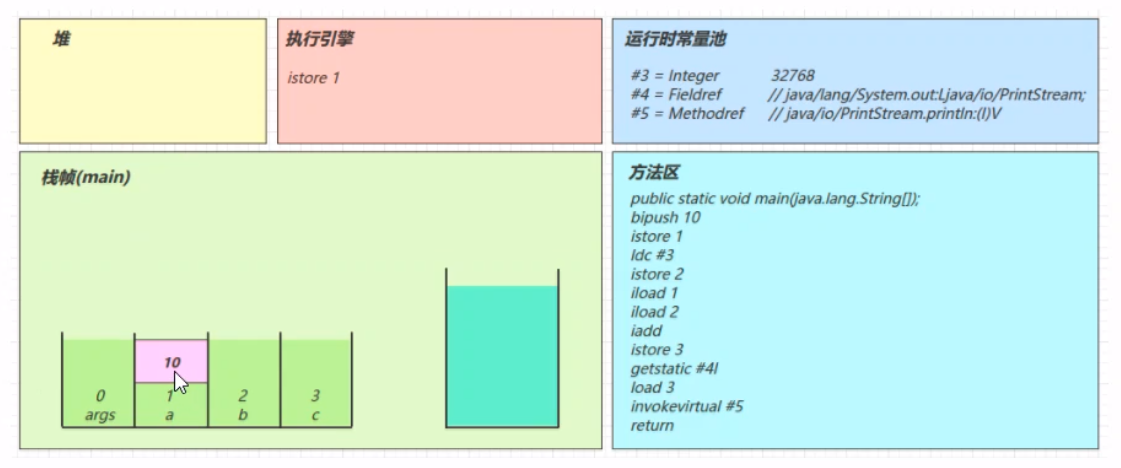 堆
执行引擎
istore 1
运行时常量池
#3 = Integer 32768
#4 = Fieldref // java/lang/System.out:Ljava/io/PrintStream;
#5 = Methodref // java/io/PrintStream.println:(I)V
栈帧(main)
10
0 1 2 3
args a b c
方法区
public static void main(java.lang.String[]);
bipush 10
istore 1
ldc #3
istore 2
iload 1
iload 2
iadd
istore 3
getstatic #4l
load 3
invokevirtual #5
return